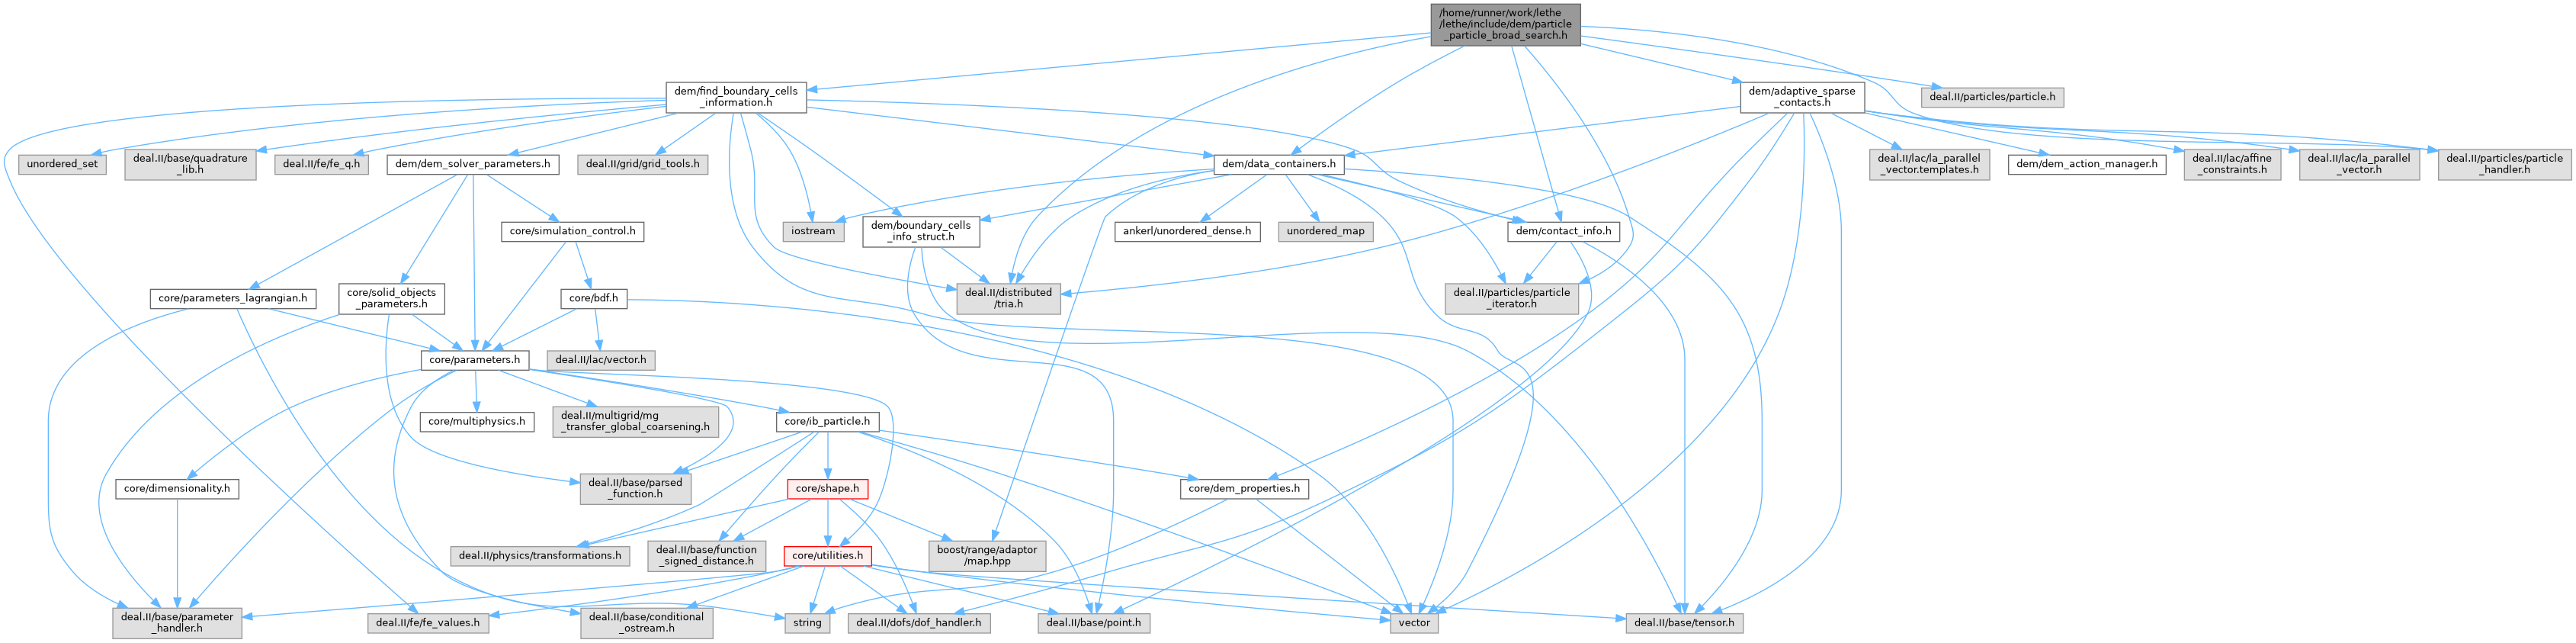 /home/runner/work/lethe
/lethe/include/dem/particle
_particle_broad_search.h
dem/find_boundary_cells
_information.h
dem/adaptive_sparse
_contacts.h
deal.II/particles/particle.h
unordered_set
deal.II/base/quadrature
_lib.h
deal.II/fe/fe_q.h
dem/dem_solver_parameters.h
deal.II/grid/grid_tools.h
dem/data_containers.h
deal.II/lac/la_parallel
_vector.templates.h
dem/dem_action_manager.h
deal.II/lac/affine
_constraints.h
deal.II/lac/la_parallel
_vector.h
deal.II/particles/particle
_handler.h
core/simulation_control.h
iostream
dem/boundary_cells
_info_struct.h
ankerl/unordered_dense.h
unordered_map
dem/contact_info.h
core/parameters_lagrangian.h
core/solid_objects
_parameters.h
core/bdf.h
deal.II/distributed
/tria.h
deal.II/particles/particle
_iterator.h
core/parameters.h
deal.II/lac/vector.h
core/multiphysics.h
deal.II/multigrid/mg
_transfer_global_coarsening.h
core/ib_particle.h
core/dimensionality.h
deal.II/base/parsed
_function.h
core/shape.h
core/dem_properties.h
deal.II/physics/transformations.h
deal.II/base/function
_signed_distance.h
core/utilities.h
boost/range/adaptor
/map.hpp
deal.II/base/parameter
_handler.h
deal.II/fe/fe_values.h
deal.II/base/conditional
_ostream.h
string
deal.II/dofs/dof_handler.h
deal.II/base/point.h
vector
deal.II/base/tensor.h